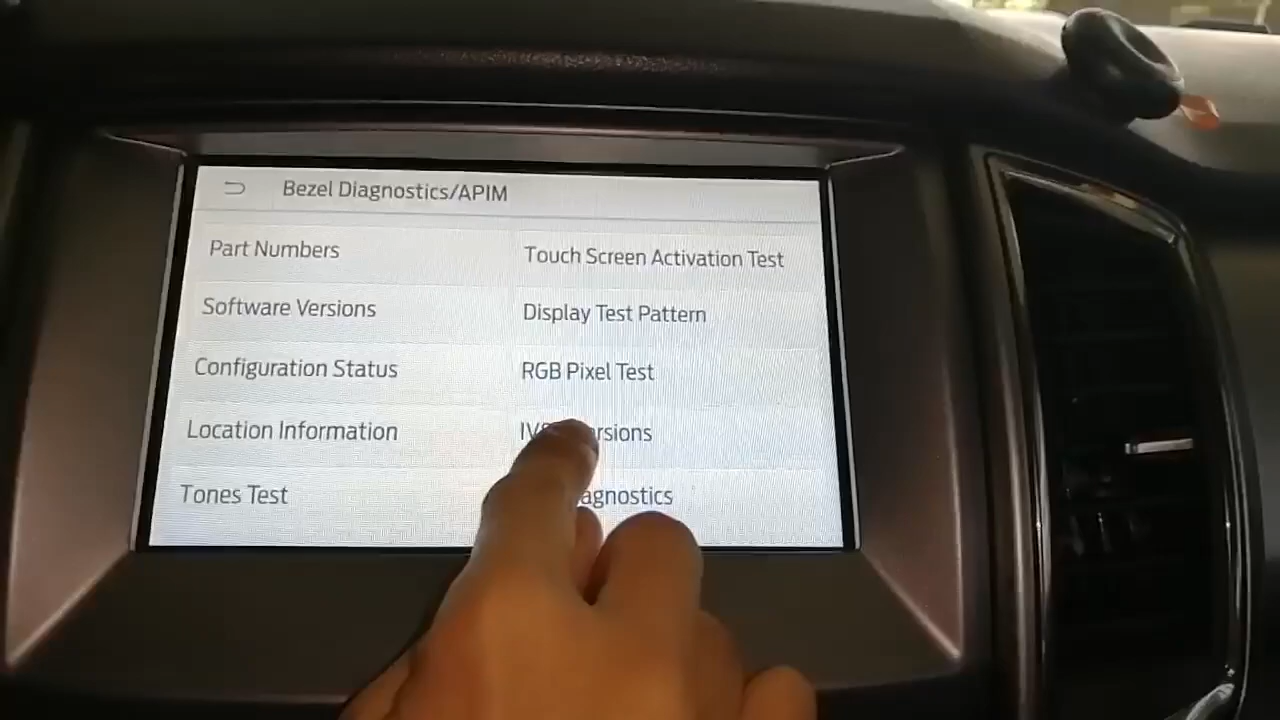 Bezel Diagnostics/APIM
Part Numbers
Touch Screen Activation Test
Software Versions
Display Test Pattern
Configuration Status
RGB Pixel Test
Location Information
Tones Test